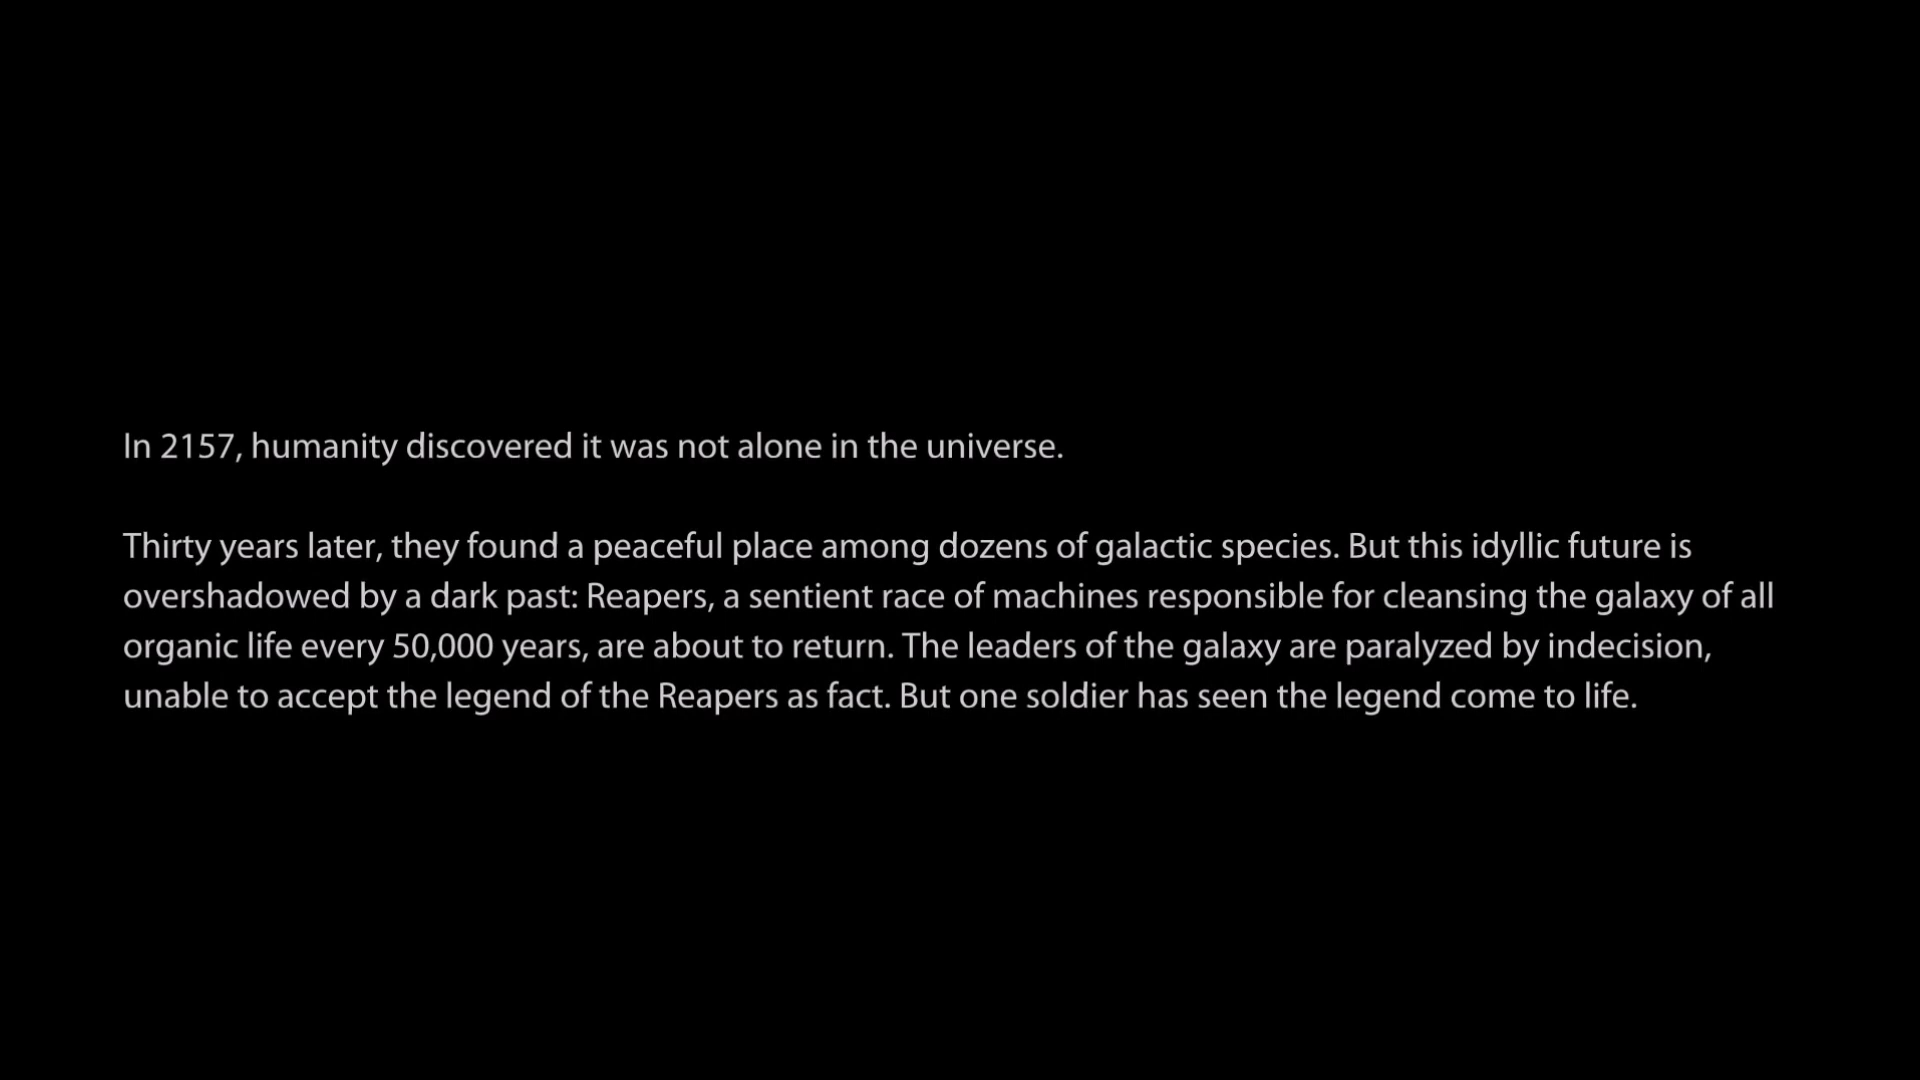 In 2157, humanity discovered it was not alone in the universe.
Thirty years later, they found a peaceful place among dozens of galactic species. But this idyllic future is
overshadowed by a dark past: Reapers, a sentient race of machines responsible for cleansing the galaxy of all
organic life every 50,000 years, are about to return. The leaders of the galaxy are paralyzed by indecision,
unable to accept the legend of the Reapers as fact. But one soldier has seen the legend come to life.